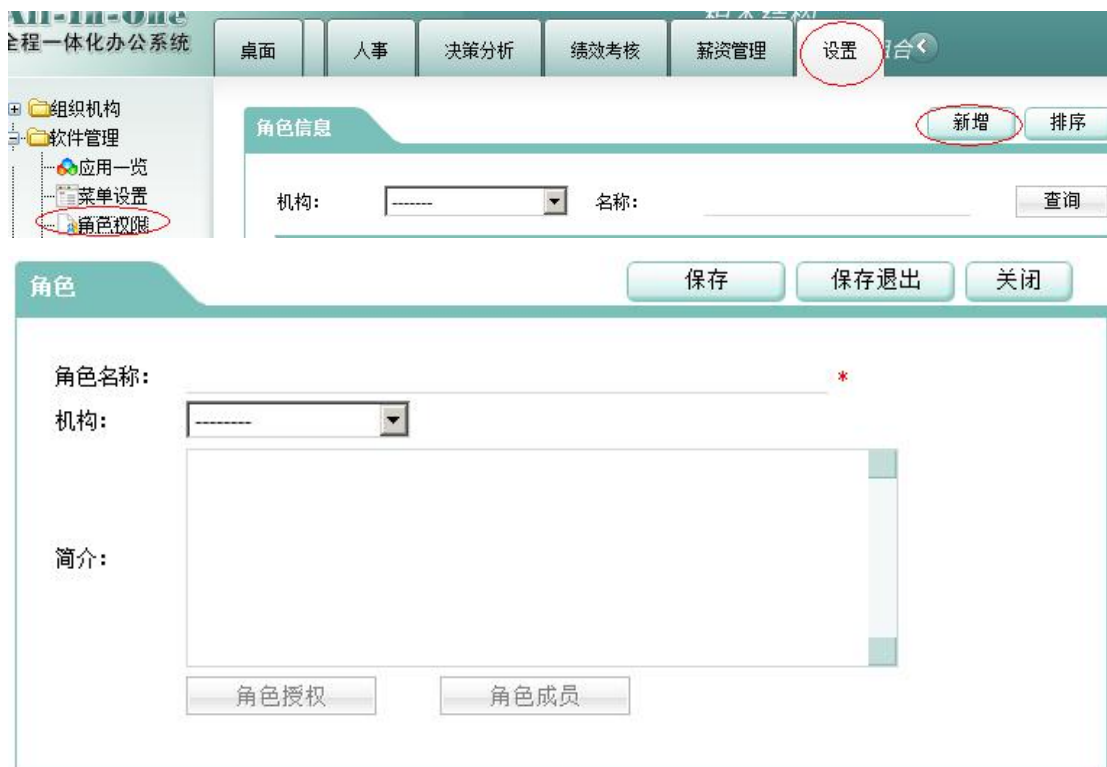 All-In-One
全程一体化办公系统
桌面
人事
决策分析
绩效考核
薪资管理
设置
组织机构
软件管理
应用一览
菜单设置
角色权限
角色信息
新增
排序
机构:
-------
名称:
查询
角色
保存
保存退出
关闭
角色名称:
*
机构:
--------
简介:
角色授权
角色成员